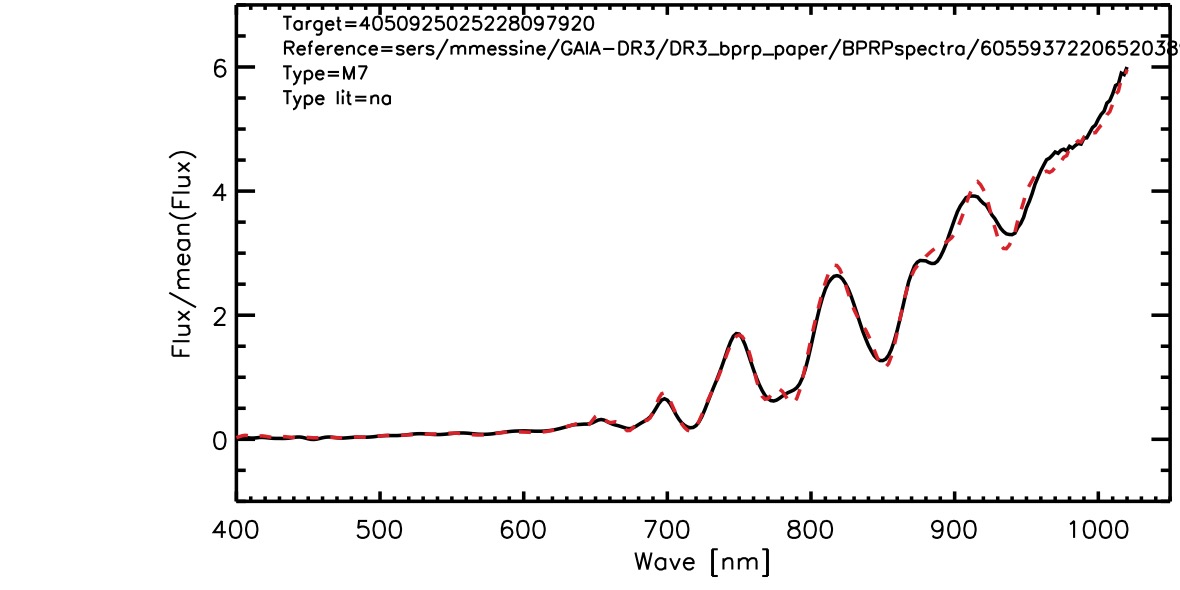 Target=4050925025228097920
Reference=sers/mmessine/GAIA-DR3/DR3_bprp_paper/BPRPspectra/6055937220652038
Type=M7
Type lit=na
Flux/mean(Flux)
6
4
2
0
400 500 600 700 800 900 1000
Wave [nm]